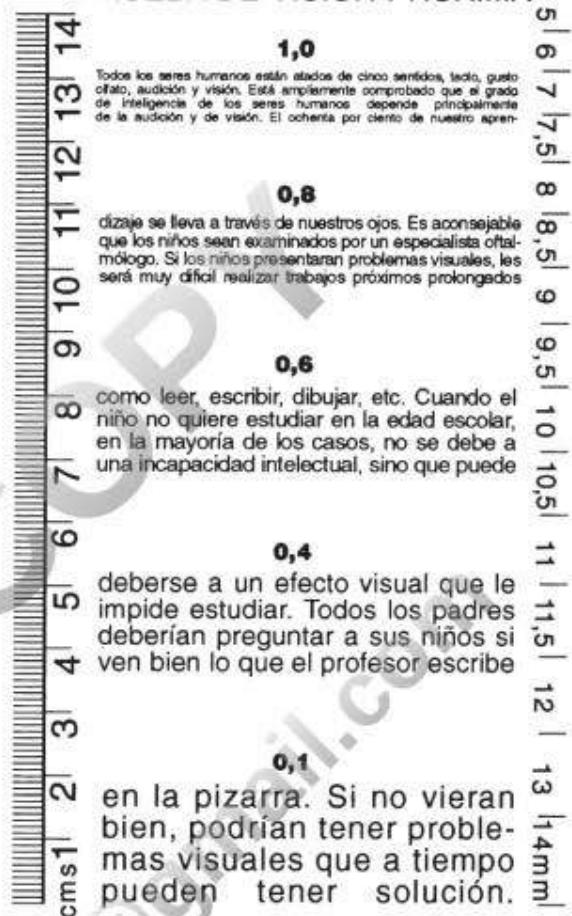 1,0
Todos los seres humanos están atados de cinco sentidos, tacto, gusto
olfato, audición y visión. Está ampliamente comprobado que el grado
de inteligencia de los seres humanos depende principalmente
de la audición y de visión. El ochenta por ciento de nuestro apren-
0,8
dizaje se lleva a través de nuestros ojos. Es aconsejable
que los niños sean examinados por un especialista oftal-
mólogo. Si los niños presentaran problemas visuales, les
será muy dificil realizar trabajos próximos prolongados
0,6
como leer, escribir, dibujar, etc. Cuando el
niño no quiere estudiar en la edad escolar,
en la mayoría de los casos, no se debe a
una incapacidad intelectual, sino que puede
0,4
deberse a un efecto visual que le
impide estudiar. Todos los padres
deberían preguntar a sus niños si
ven bien lo que el profesor escribe
0,1
en la pizarra. Si no vieran
bien, podrían tener proble-
mas visuales que a tiempo
pueden tener solución.
14
13
12
11
10
9
8
7
6
5
4
3
2
cms1
5
6
7
7,5
8
8,5
9
9,5
10
10,5
11
11,5
12
13
14mm
COPY
@gmail.com